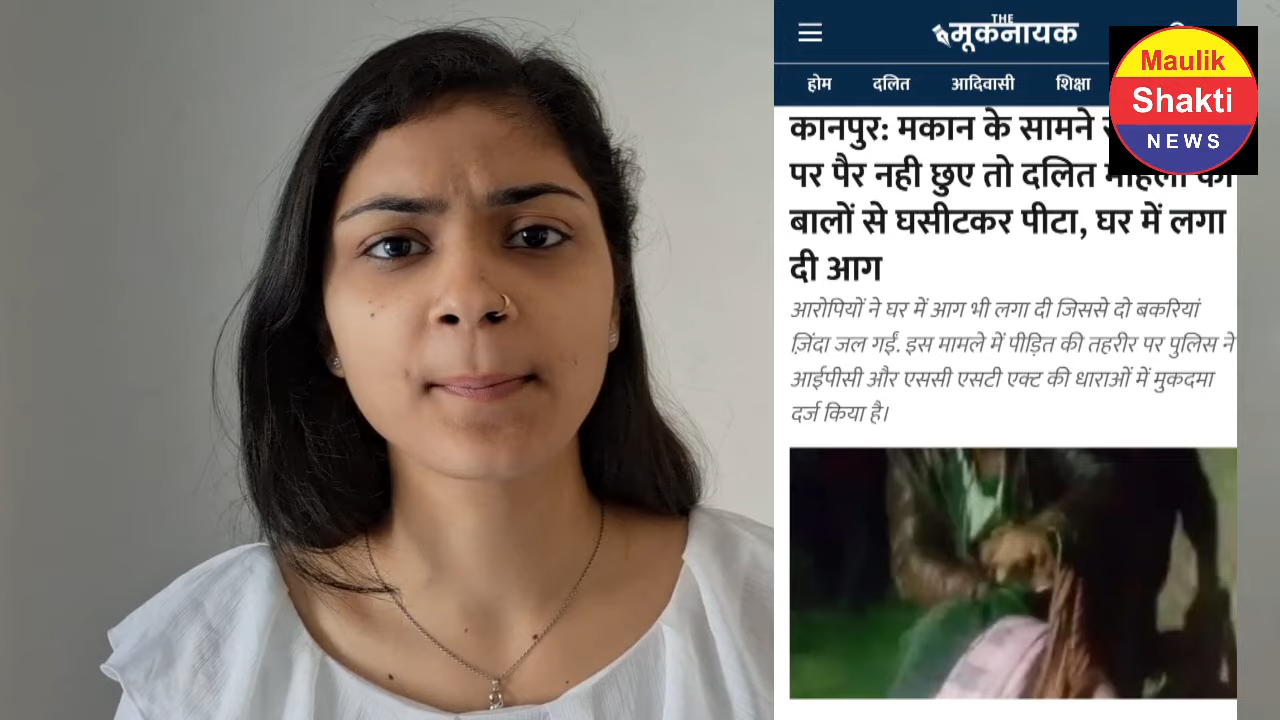 THE
मूकनायक
होम दलित आदिवासी शिक्षा
Maulik
Shakti
NEWS
कानपुर: मकान के सामने
पर पैर नही छुए तो दलित महिला को
बालों से घसीटकर पीटा, घर में लगा
दी आग
आरोपियों ने घर में आग भी लगा दी जिससे दो बकरियां
ज़िंदा जल गईं. इस मामले में पीड़ित की तहरीर पर पुलिस ने
आईपीसी और एससी एसटी एक्ट की धाराओं में मुकदमा
दर्ज किया है।